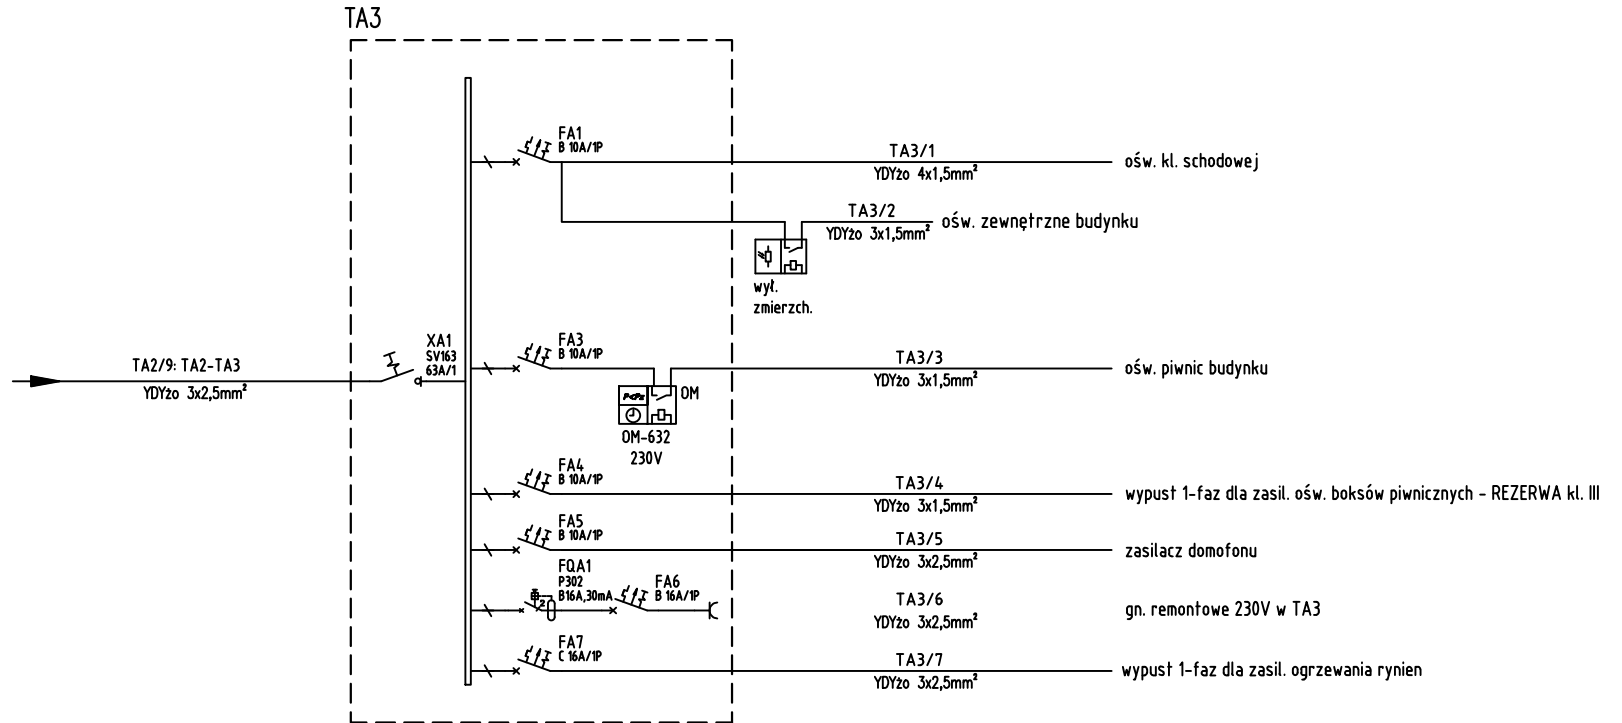 TA3
FA1
B 10A/1P
TA3/1
YDYżo 4x1,5mm²
ośw. kl. schodowej
TA3/2
YDYżo 3x1,5mm²
ośw. zewnętrzne budynku
wył.
zmierzch.
TA2/9: TA2-TA3
YDYżo 3x2,5mm²
XA1
SV163
63A/1
FA3
B 10A/1P
TA3/3
YDYżo 3x1,5mm²
ośw. piwnic budynku
OM
OM-632
230V
FA4
B 10A/1P
TA3/4
YDYżo 3x1,5mm²
wypust 1-faz dla zasil. ośw. boksów piwnicznych - REZERWA kl. III
FA5
B 10A/1P
TA3/5
YDYżo 3x2,5mm²
zasilacz domofonu
FQA1
P302
B16A,30mA
2
FA6
B 16A/1P
TA3/6
YDYżo 3x2,5mm²
gn. remontowe 230V w TA3
FA7
C 16A/1P
TA3/7
YDYżo 3x2,5mm²
wypust 1-faz dla zasil. ogrzewania rynien